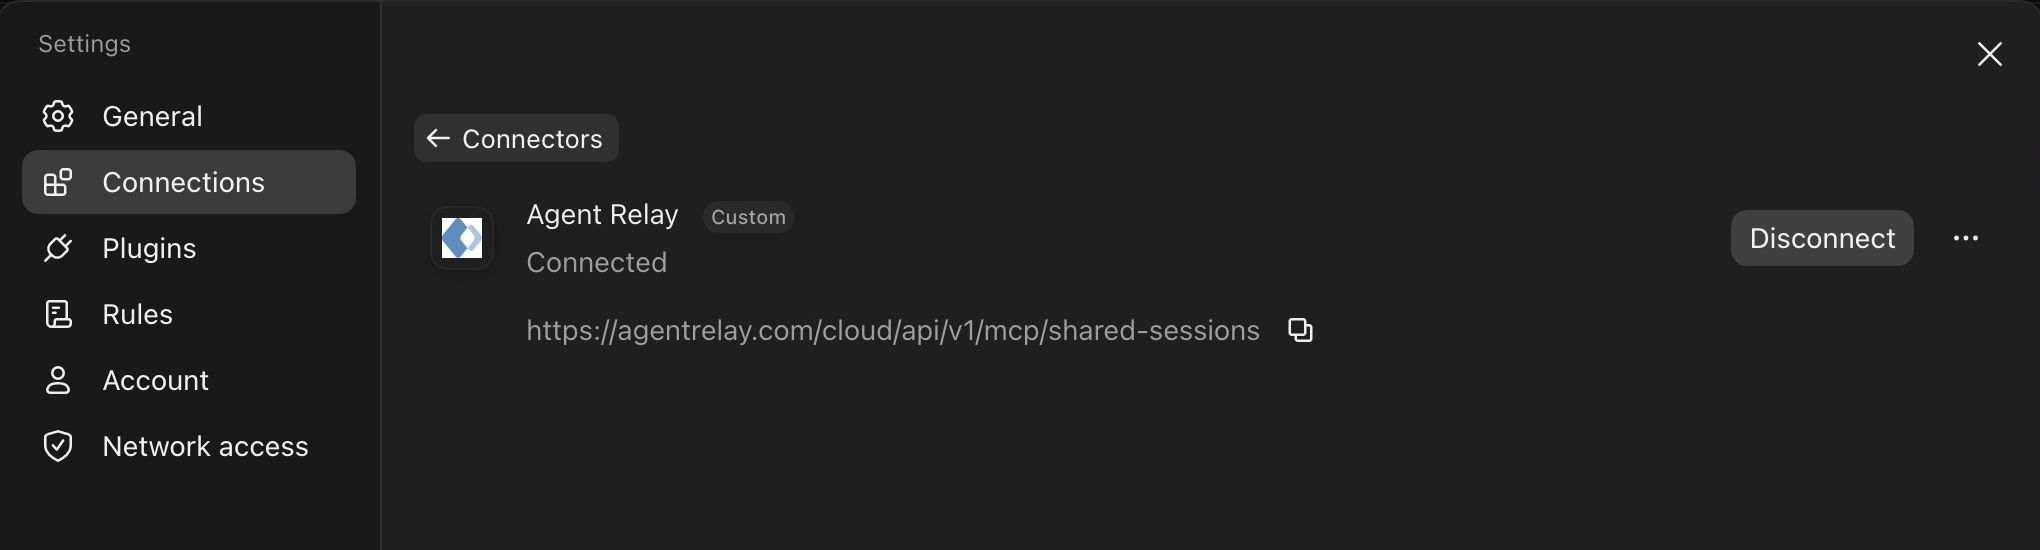 Settings
General
Connections
Plugins
Rules
Account
Network access
Connectors
Agent Relay Custom
Connected
Disconnect
https://agentrelay.com/cloud/api/v1/mcp/shared-sessions